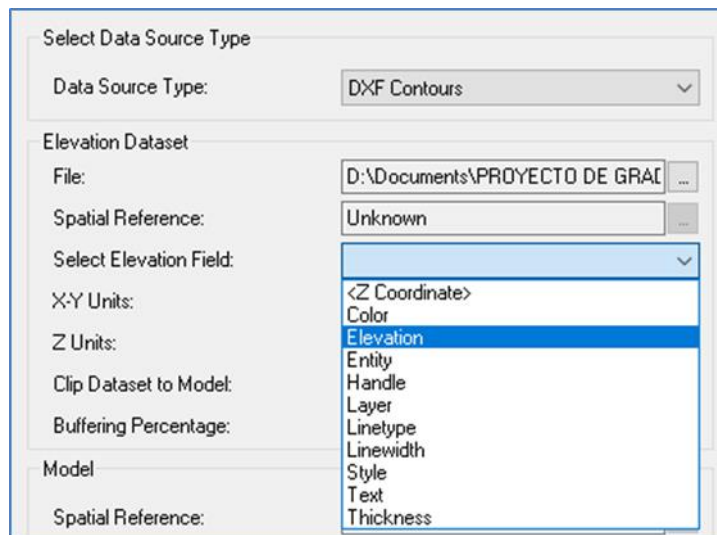 Select Data Source Type
Data Source Type: DXF Contours
Elevation Dataset
File: D:\Documents\PROYECTO DE GRAD ...
Spatial Reference: Unknown ...
Select Elevation Field:
X-Y Units: <Z Coordinate>
Color
Z Units: Elevation
Entity
Clip Dataset to Model: Handle
Layer
Buffering Percentage: Linetype
Linewidth
Model Style
Text
Spatial Reference: Thickness